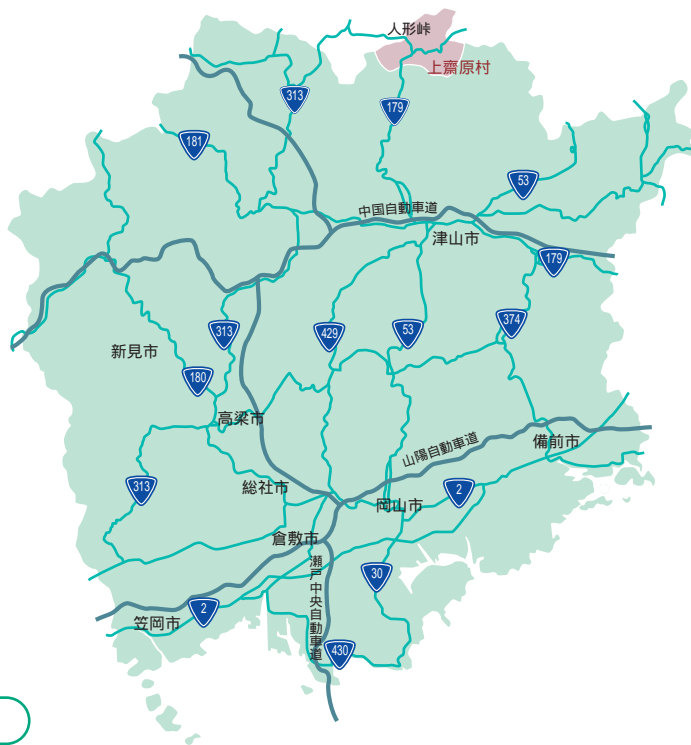 人形峠
上齋原村
313
179
181
53
中国自動車道
津山市
179
374
313
429
53
新見市
180
高梁市
備前市
山陽自動車道
313
総社市
2
岡山市
倉敷市
瀬戸中央自動車道
30
2
笠岡市
430